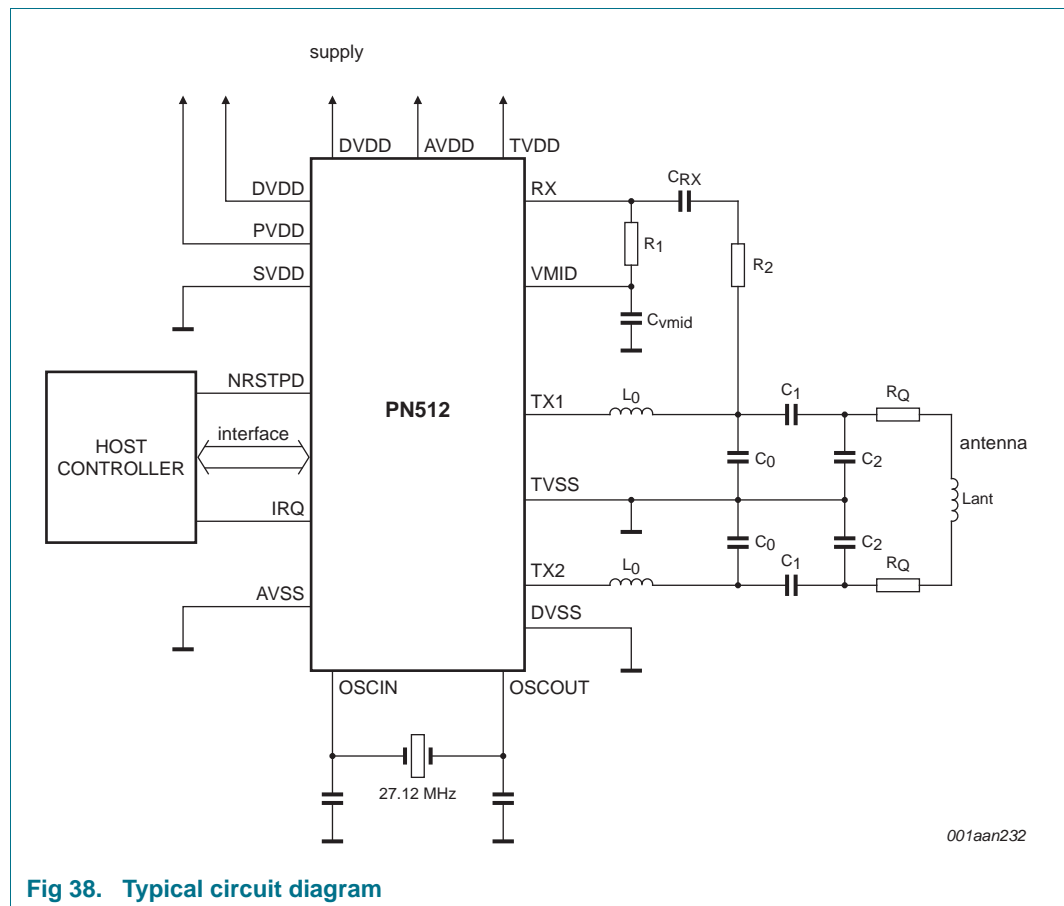 supply
DVDD AVDD TVDD
DVDD
PVDD
SVDD
RX
CRX
R1
R2
VMID
Cvmid
HOST
CONTROLLER
NRSTPD
interface
IRQ
PN512
TX1
L0
C1
RQ
antenna
C0
C2
TVSS
Lant
C0
C2
C1
RQ
L0
TX2
AVSS
DVSS
OSCIN
OSCOUT
27.12 MHz
001aan232
Fig 38. Typical circuit diagram